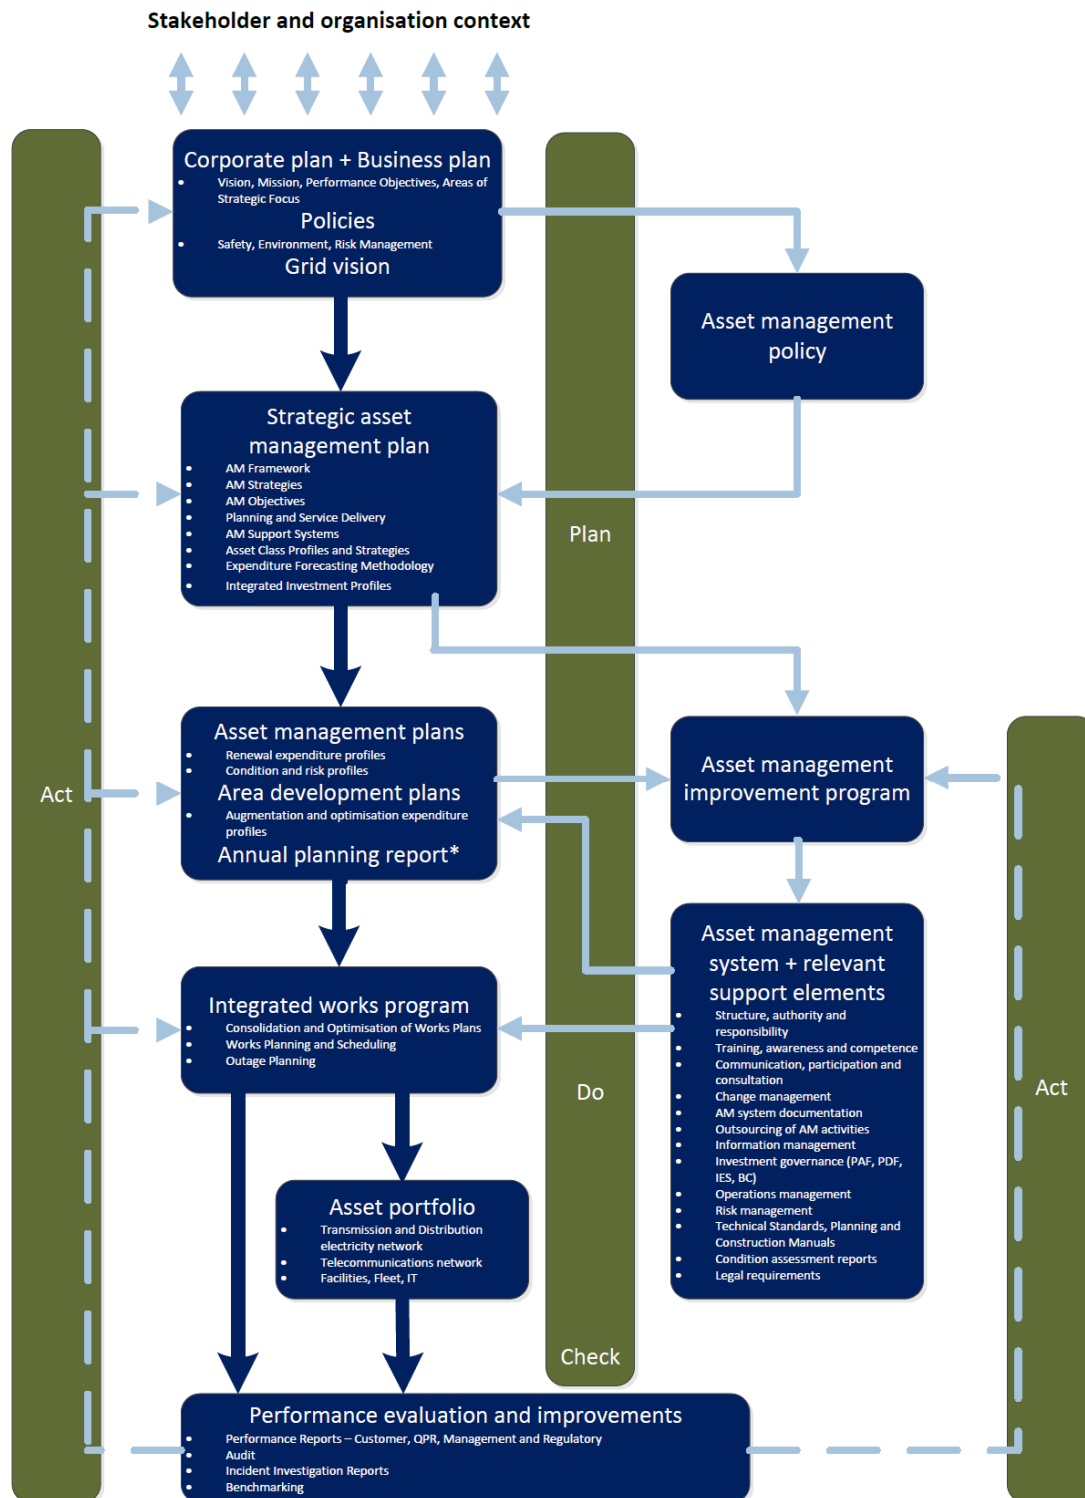 Stakeholder and organisation context
Corporate plan + Business plan
• Vision, Mission, Performance Objectives, Areas of
Strategic Focus
Policies
• Safety, Environment, Risk Management
Grid vision
Asset management
policy
Strategic asset
management plan
• AM Framework
• AM Strategies
• AM Objectives
• Planning and Service Delivery
• AM Support Systems
• Asset Class Profiles and Strategies
• Expenditure Forecasting Methodology
• Integrated Investment Profiles
Plan
Asset management plans
• Renewal expenditure profiles
• Condition and risk profiles
Area development plans
• Augmentation and optimisation expenditure
profiles
Annual planning report*
Act
Asset management
improvement program
Asset management
system + relevant
support elements
• Structure, authority and
responsibility
• Training, awareness and competence
• Communication, participation and
consultation
• Change management
• AM system documentation
• Outsourcing of AM activities
• Information management
• Investment governance (PAF, PDF,
IES, BC)
• Operations management
• Risk management
• Technical Standards, Planning and
Construction Manuals
• Condition assessment reports
• Legal requirements
Integrated works program
• Consolidation and Optimisation of Works Plans
• Works Planning and Scheduling
• Outage Planning
Do
Act
Asset portfolio
• Transmission and Distribution
electricity network
• Telecommunications network
• Facilities, Fleet, IT
Check
Performance evaluation and improvements
• Performance Reports – Customer, QPR, Management and Regulatory
• Audit
• Incident Investigation Reports
• Benchmarking